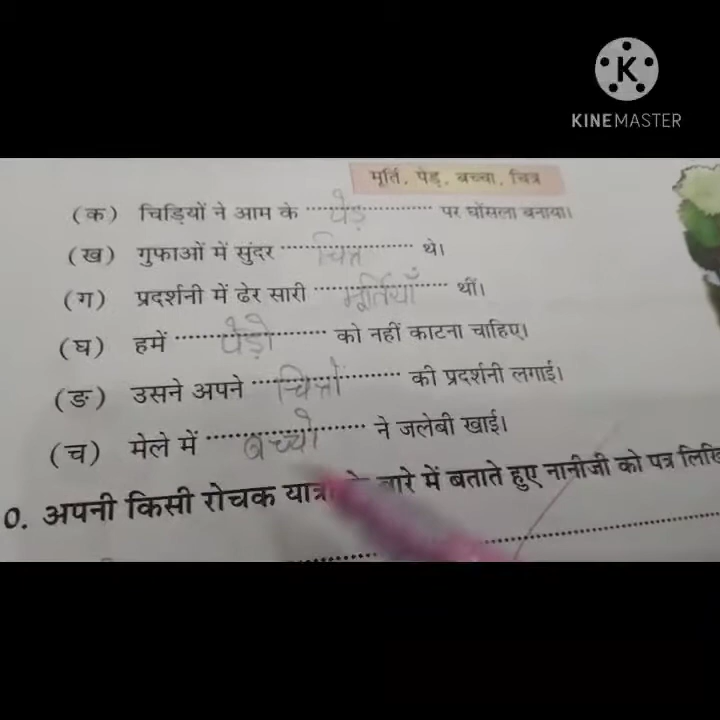 KINEMASTER
मूर्ति, पेड़, बच्चा, चित्र
(क) चिड़ियों ने आम के पेड़ पर घोंसला बनाया।
(ख) गुफाओं में सुंदर चित्र थे।
(ग) प्रदर्शनी में ढेर सारी मूर्तियाँ थीं।
(घ) हमें पेड़ो को नहीं काटना चाहिए।
(ङ) उसने अपने चित्रों की प्रदर्शनी लगाई।
(च) मेले में बच्चो ने जलेबी खाई।
0. अपनी किसी रोचक यात्रा बारे में बताते हुए नानीजी को पत्र